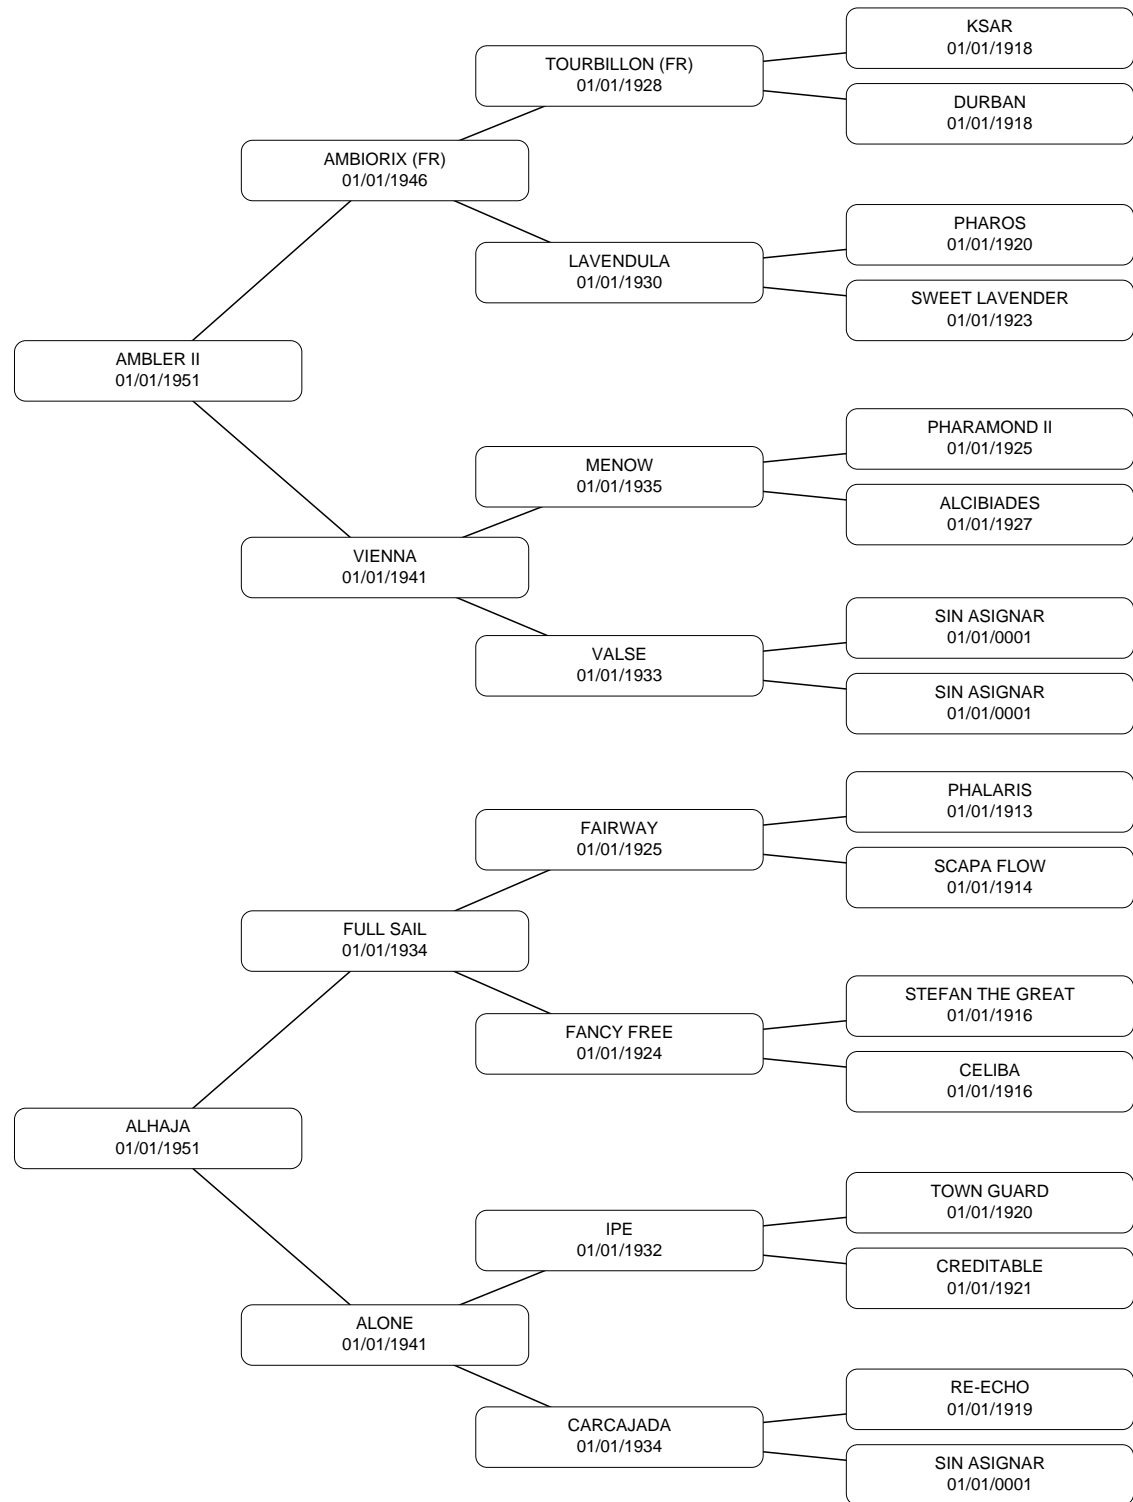 KSAR
01/01/1918
TOURBILLON (FR)
01/01/1928
DURBAN
01/01/1918
AMBIORIX (FR)
01/01/1946
PHAROS
01/01/1920
LAVENDULA
01/01/1930
SWEET LAVENDER
01/01/1923
AMBLER II
01/01/1951
PHARAMOND II
01/01/1925
MENOW
01/01/1935
ALCIBIADES
01/01/1927
VIENNA
01/01/1941
SIN ASIGNAR
01/01/0001
VALSE
01/01/1933
SIN ASIGNAR
01/01/0001
PHALARIS
01/01/1913
FAIRWAY
01/01/1925
SCAPA FLOW
01/01/1914
FULL SAIL
01/01/1934
STEFAN THE GREAT
01/01/1916
FANCY FREE
01/01/1924
CELIBA
01/01/1916
ALHAJA
01/01/1951
TOWN GUARD
01/01/1920
IPE
01/01/1932
CREDITABLE
01/01/1921
ALONE
01/01/1941
RE-ECHO
01/01/1919
CARCAJADA
01/01/1934
SIN ASIGNAR
01/01/0001